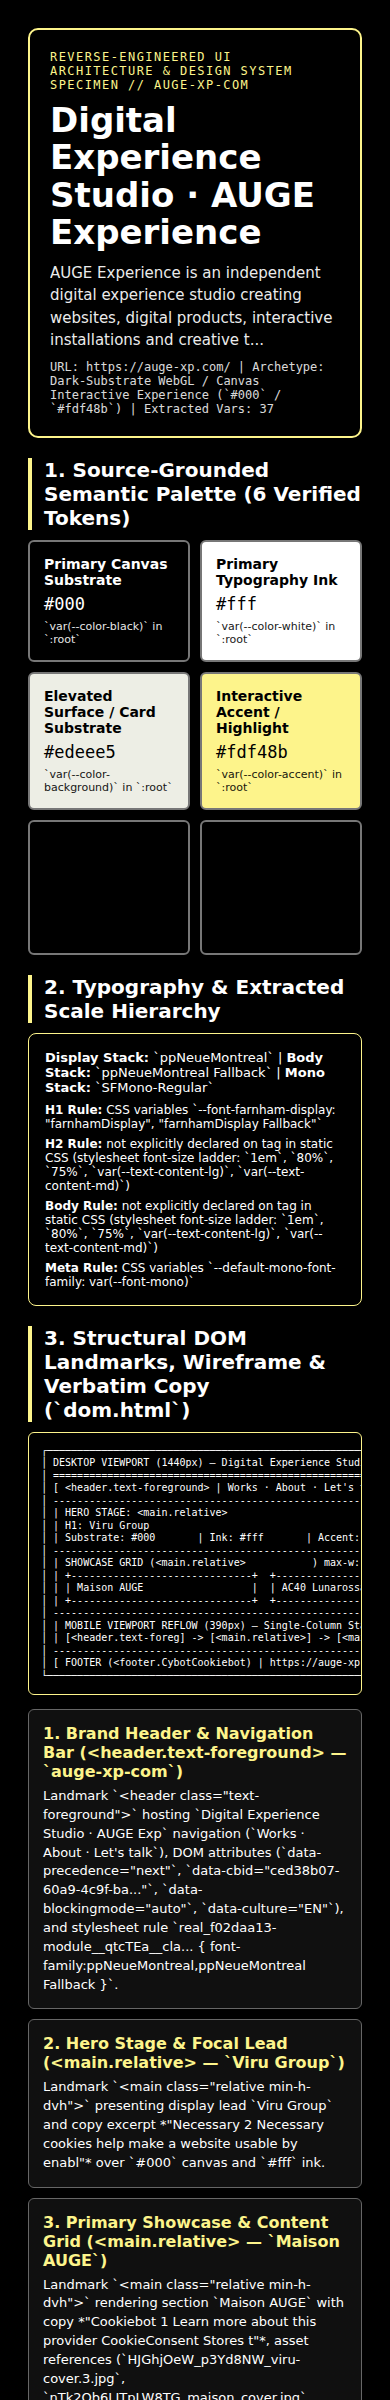 REVERSE-ENGINEERED UI
ARCHITECTURE & DESIGN SYSTEM
SPECIMEN // AUGE-XP-COM
Digital
Experience
Studio · AUGE
Experience
AUGE Experience is an independent
digital experience studio creating
websites, digital products, interactive
installations and creative t...
URL: https://auge-xp.com/ | Archetype:
Dark-Substrate WebGL / Canvas
Interactive Experience (`#000` /
`#fdf48b`) | Extracted Vars: 37
1. Source-Grounded
Semantic Palette (6 Verified
Tokens)
Primary Canvas
Substrate
#000
`var(--color-black)` in
`:root`
Primary
Typography Ink
#fff
`var(--color-white)` in
`:root`
Elevated
Surface / Card
Substrate
#edeee5
`var(--color-
background)` in `:root`
Interactive
Accent /
Highlight
#fdf48b
`var(--color-accent)` in
`:root`
2. Typography & Extracted
Scale Hierarchy
Display Stack: `ppNeueMontreal` | Body
Stack: `ppNeueMontreal Fallback` | Mono
Stack: `SFMono-Regular`
H1 Rule: CSS variables `--font-farnham-display:
"farnhamDisplay", "farnhamDisplay Fallback"`
H2 Rule: not explicitly declared on tag in static
CSS (stylesheet font-size ladder: `1em`, `80%`,
`75%`, `var(--text-content-lg)`, `var(--text-
content-md)`)
Body Rule: not explicitly declared on tag in
static CSS (stylesheet font-size ladder: `1em`,
`80%`, `75%`, `var(--text-content-lg)`, `var(--
text-content-md)`)
Meta Rule: CSS variables `--default-mono-font-
family: var(--font-mono)`
3. Structural DOM
Landmarks, Wireframe &
Verbatim Copy
(`dom.html`)
DESKTOP VIEWPORT (1440px) — Digital Experience Stud
[ <header.text-foreground> | Works · About · Let's
| HERO STAGE: <main.relative>
| H1: Viru Group
| Substrate: #000 | Ink: #fff | Accent:
| SHOWCASE GRID (<main.relative> ) max-w:
| | Maison AUGE | | AC40 Lunaross
| MOBILE VIEWPORT REFLOW (390px) — Single-Column St
| [<header.text-foreg] -> [<main.relative>] -> [<ma
[ FOOTER (<footer.CybotCookiebot) | https://auge-xp
1. Brand Header & Navigation
Bar (<header.text-foreground> —
`auge-xp-com`)
Landmark `<header class="text-
foreground">` hosting `Digital Experience
Studio · AUGE Exp` navigation (`Works ·
About · Let's talk`), DOM attributes (`data-
precedence="next"`, `data-cbid="ced38b07-
60a9-4c9f-ba..."`, `data-
blockingmode="auto"`, `data-culture="EN"`),
and stylesheet rule `real_f02daa13-
module__qtcTEa__cla... { font-
family:ppNeueMontreal,ppNeueMontreal
Fallback }`.
2. Hero Stage & Focal Lead
(<main.relative> — `Viru Group`)
Landmark `<main class="relative min-h-
dvh">` presenting display lead `Viru Group`
and copy excerpt *"Necessary 2 Necessary
cookies help make a website usable by
enabl"* over `#000` canvas and `#fff` ink.
3. Primary Showcase & Content
Grid (<main.relative> — `Maison
AUGE`)
Landmark `<main class="relative min-h-
dvh">` rendering section `Maison AUGE` with
copy *"Cookiebot 1 Learn more about this
provider CookieConsent Stores t"*, asset
references (`HJGhjOeW_p3Yd8NW_viru-
cover.3.jpg`,